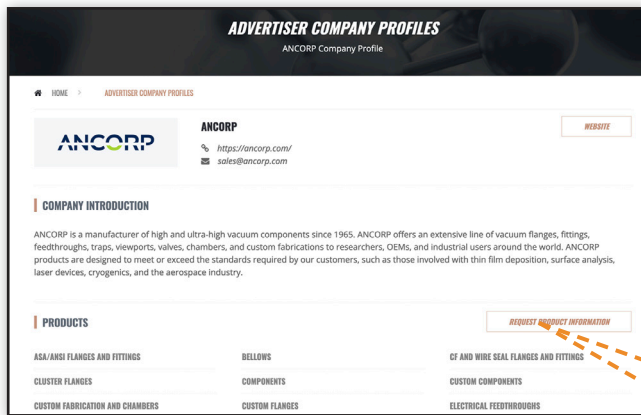 ADVERTISER COMPANY PROFILES
ANCORP Company Profile
HOME > ADVERTISER COMPANY PROFILES
ANCORP
ANCORP
WEBSITE
https://ancorp.com/
sales@ancorp.com
COMPANY INTRODUCTION
ANCORP is a manufacturer of high and ultra-high vacuum components since 1965. ANCORP offers an extensive line of vacuum flanges, fittings,
feedthroughs, traps, viewports, valves, chambers, and custom fabrications to researchers, OEMs, and industrial users around the world. ANCORP
products are designed to meet or exceed the standards required by our customers, such as those involved with thin film deposition, surface analysis,
laser devices, cryogenics, and the aerospace industry.
PRODUCTS
REQUEST PRODUCT INFORMATION
ASA/ANSI FLANGES AND FITTINGS BELLOWS CF AND WIRE SEAL FLANGES AND FITTINGS
CLUSTER FLANGES COMPONENTS CUSTOM COMPONENTS
CUSTOM FABRICATION AND CHAMBERS CUSTOM FLANGES ELECTRICAL FEEDTHROUGHS